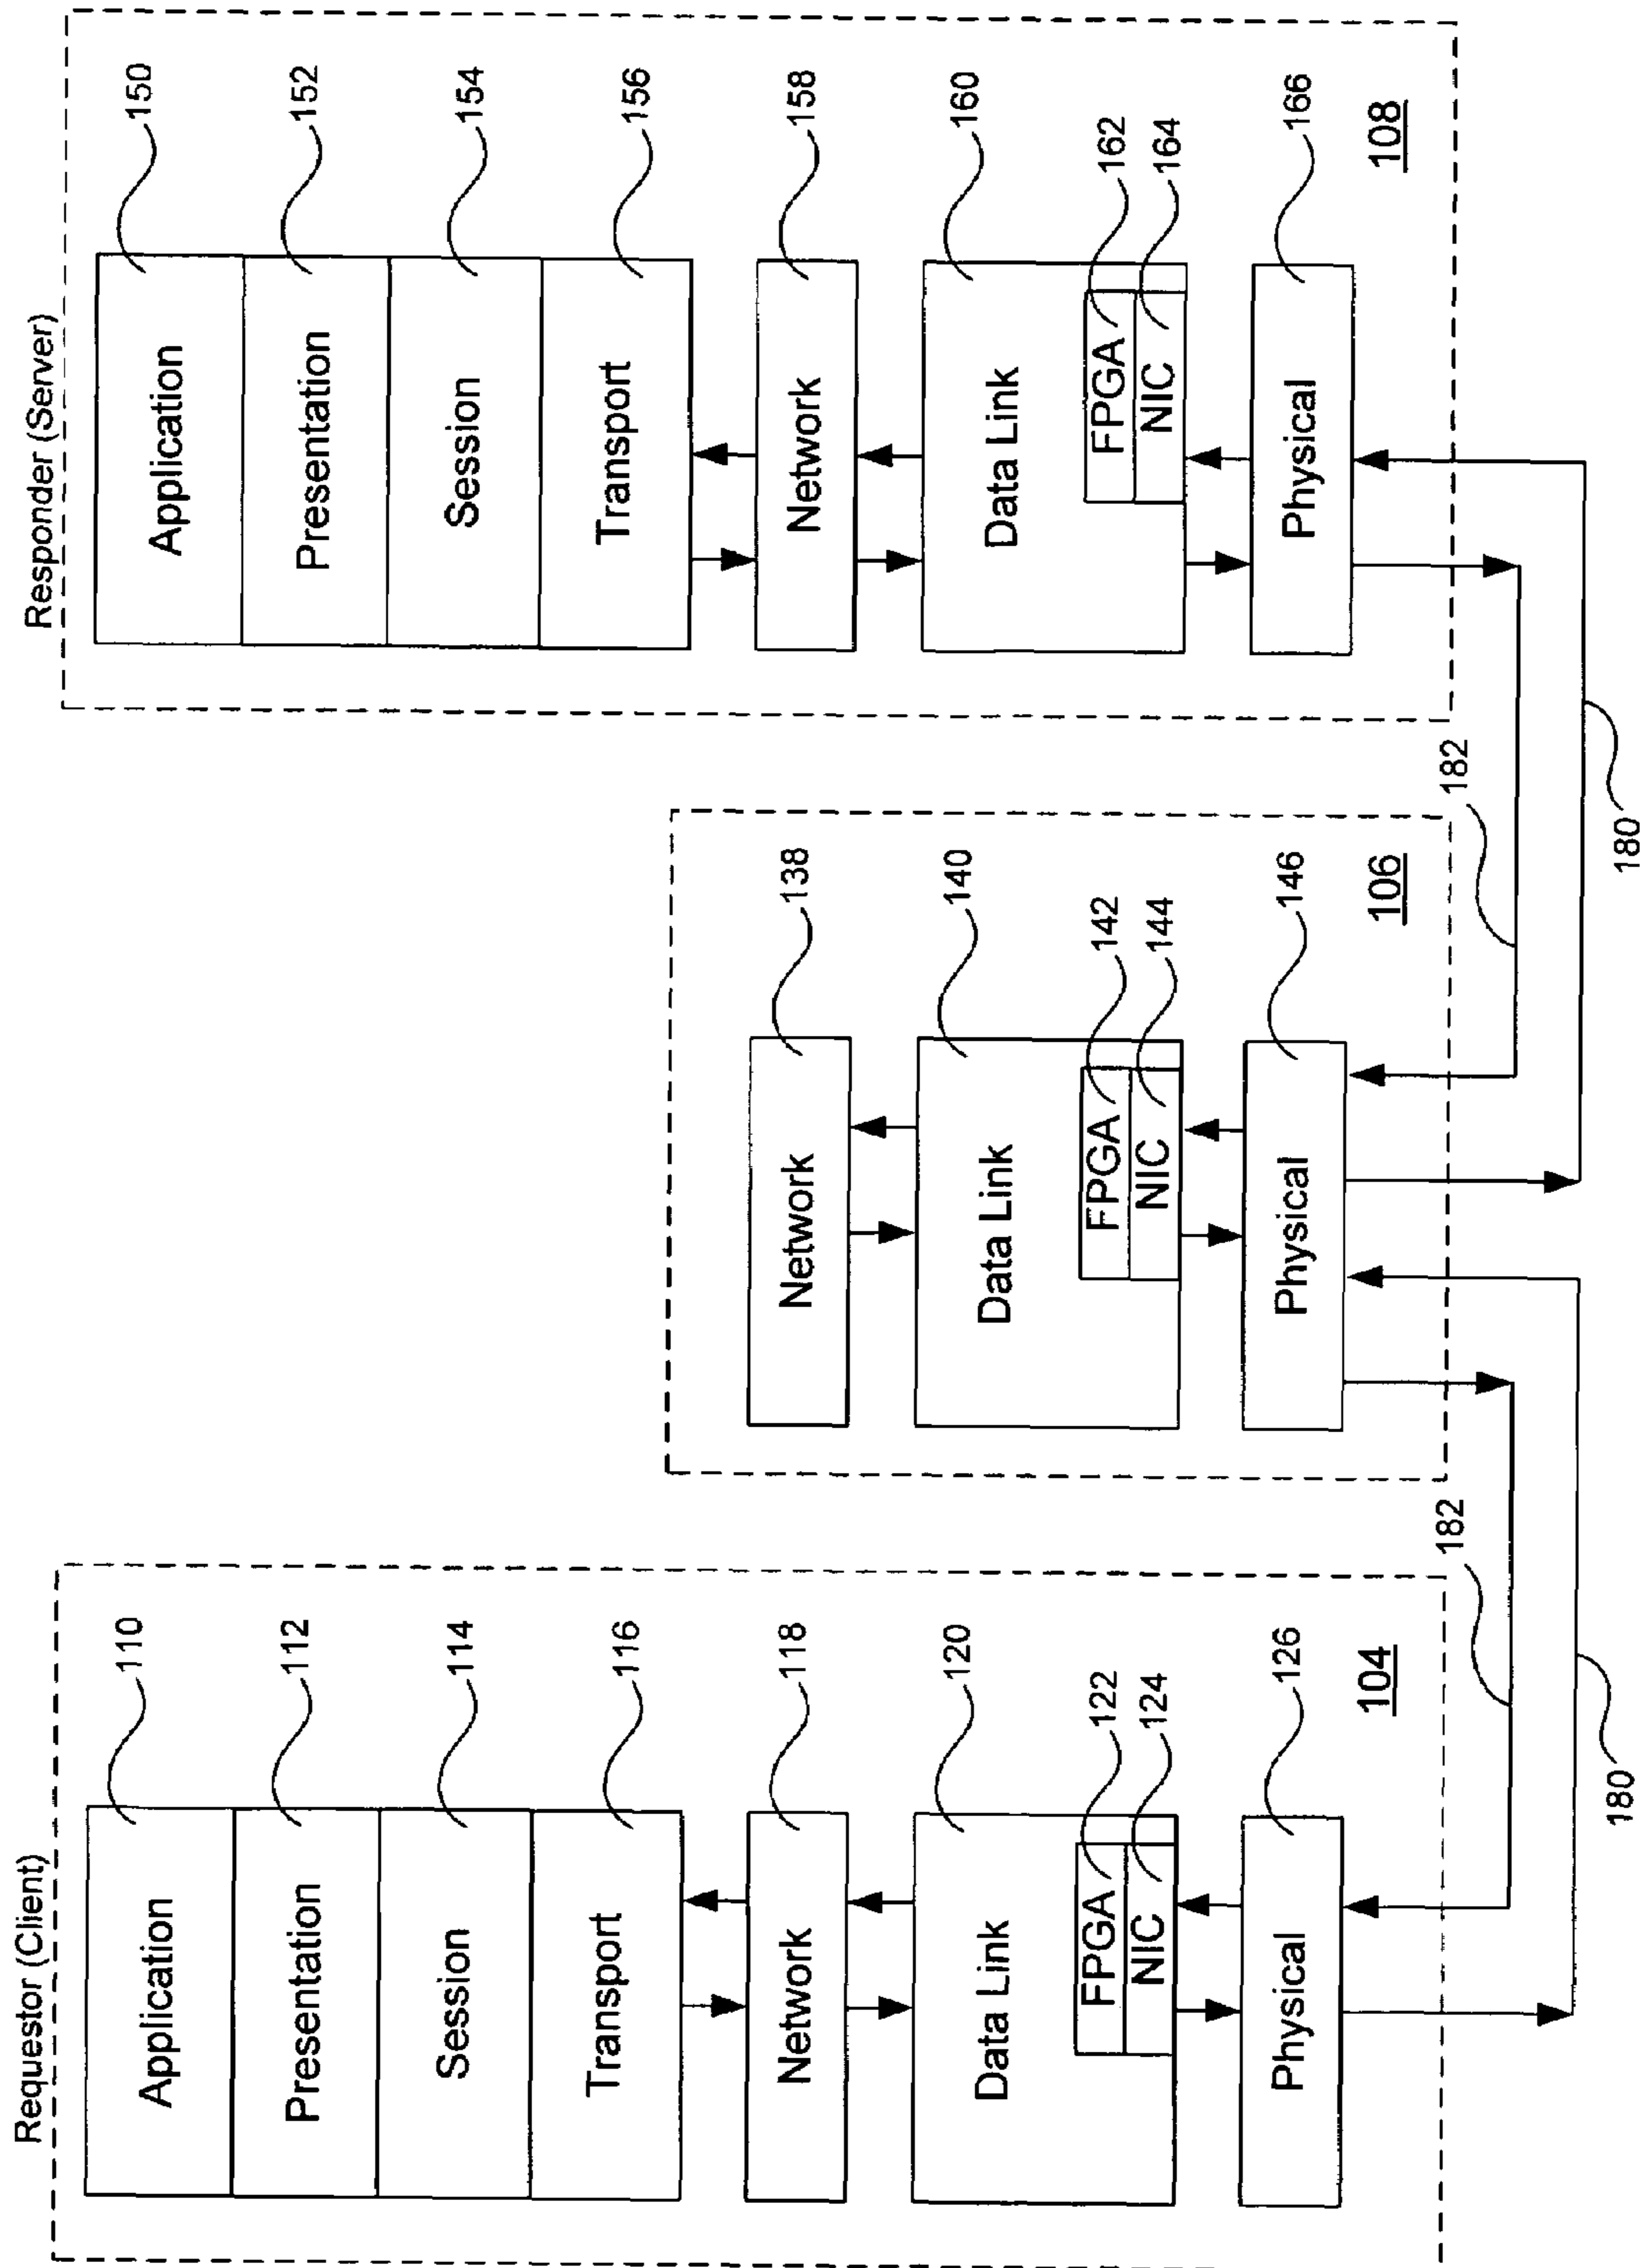 Requestor (Client)
Application
110
Presentation
112
Session
114
Transport
116
Network
118
Data Link
120
FPGA
122
NIC
124
Physical
126
104
182
180
Network
138
Data Link
140
FPGA
142
NIC
144
Physical
146
106
182
180
Responder (Server)
Application
150
Presentation
152
Session
154
Transport
156
Network
158
Data Link
160
FPGA
162
NIC
164
Physical
166
108